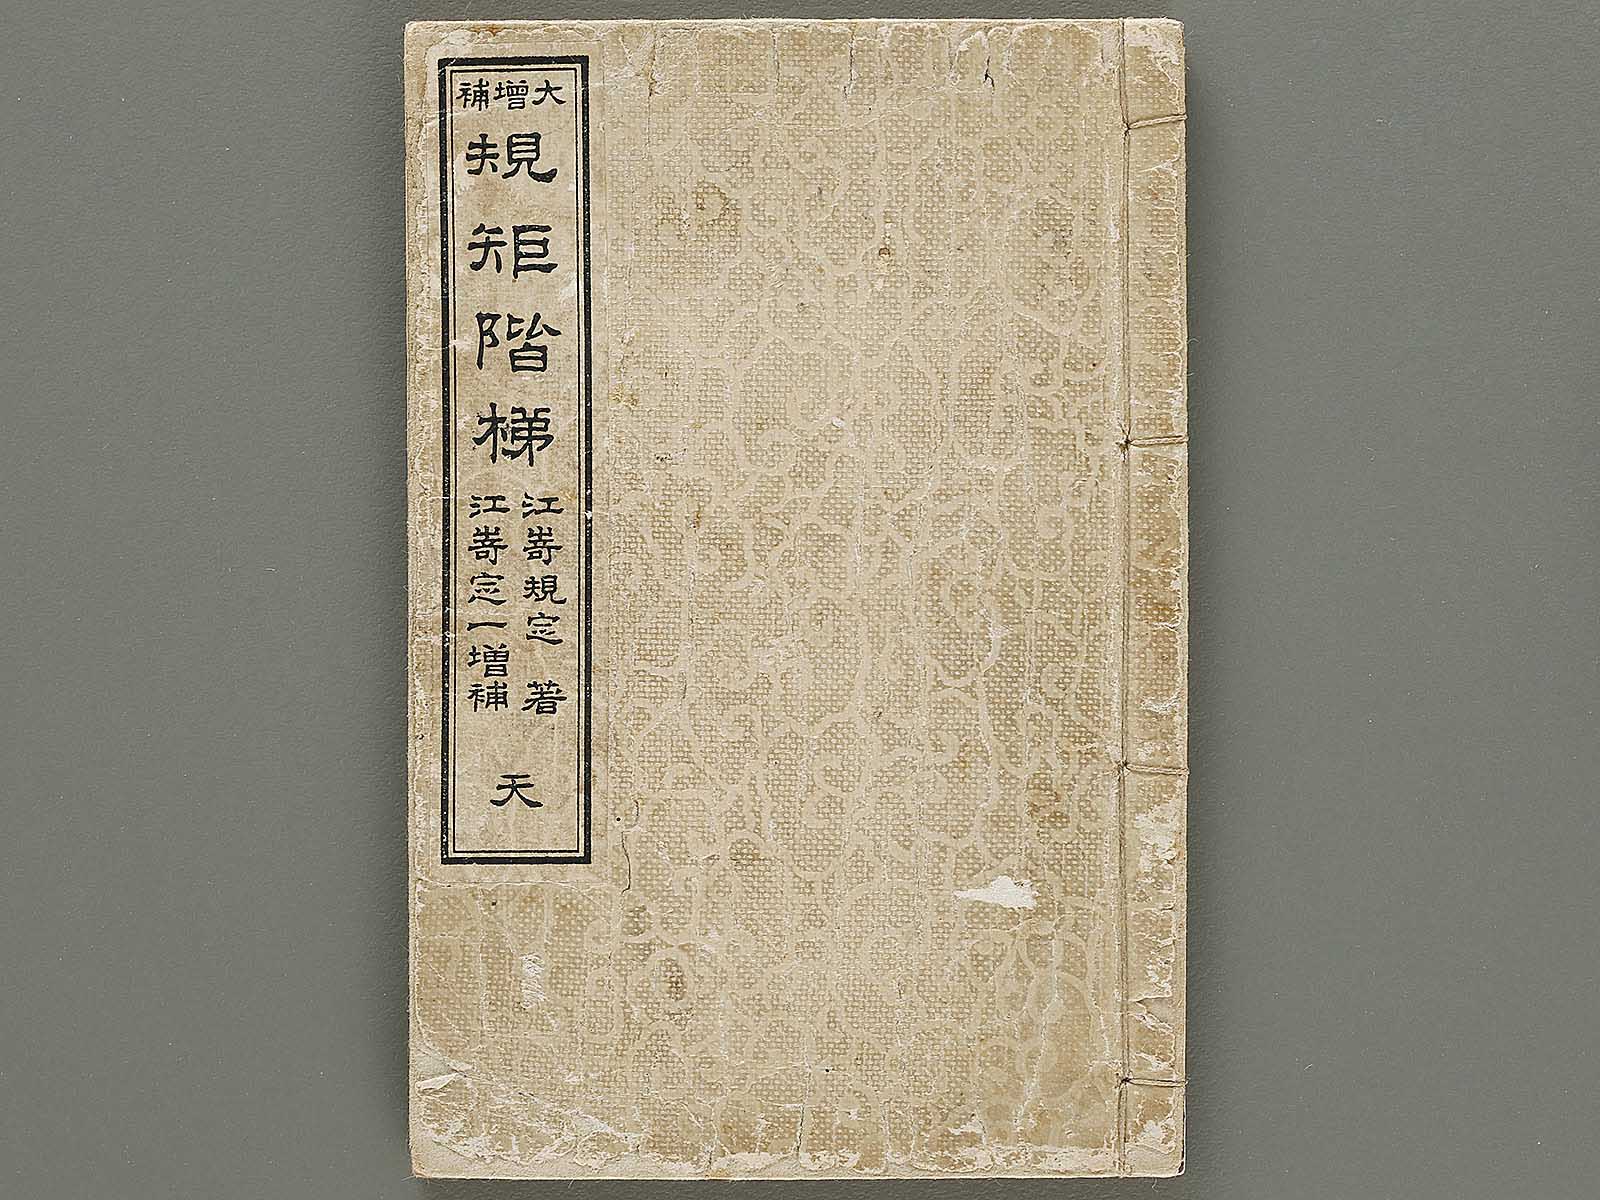 大增補
規矩階梯
江嵜規定 著
江嵜定一增補
天